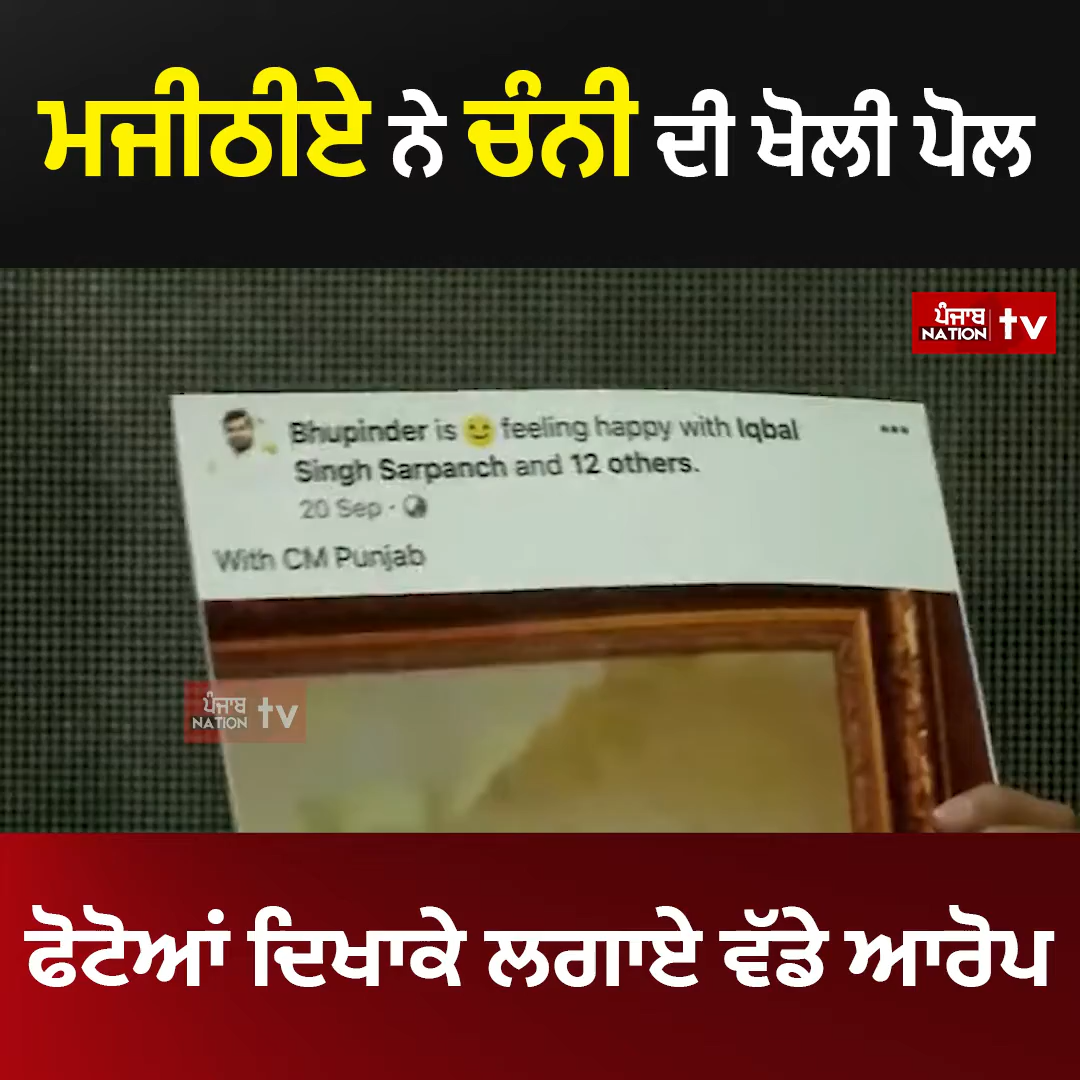 ਮਜੀਠੀਏ ਨੇ ਚੰਨੀ ਦੀ ਖੋਲੀ ਪੋਲ
ਪੰਜਾਬ
NATION tv
Bhupinder is feeling happy with Iqbal
Singh Sarpanch and 12 others.
20 Sep ·
With CM Punjab
ਪੰਜਾਬ
NATION tv
ਫੋਟੋਆਂ ਦਿਖਾਕੇ ਲਗਾਏ ਵੱਡੇ ਆਰੋਪ